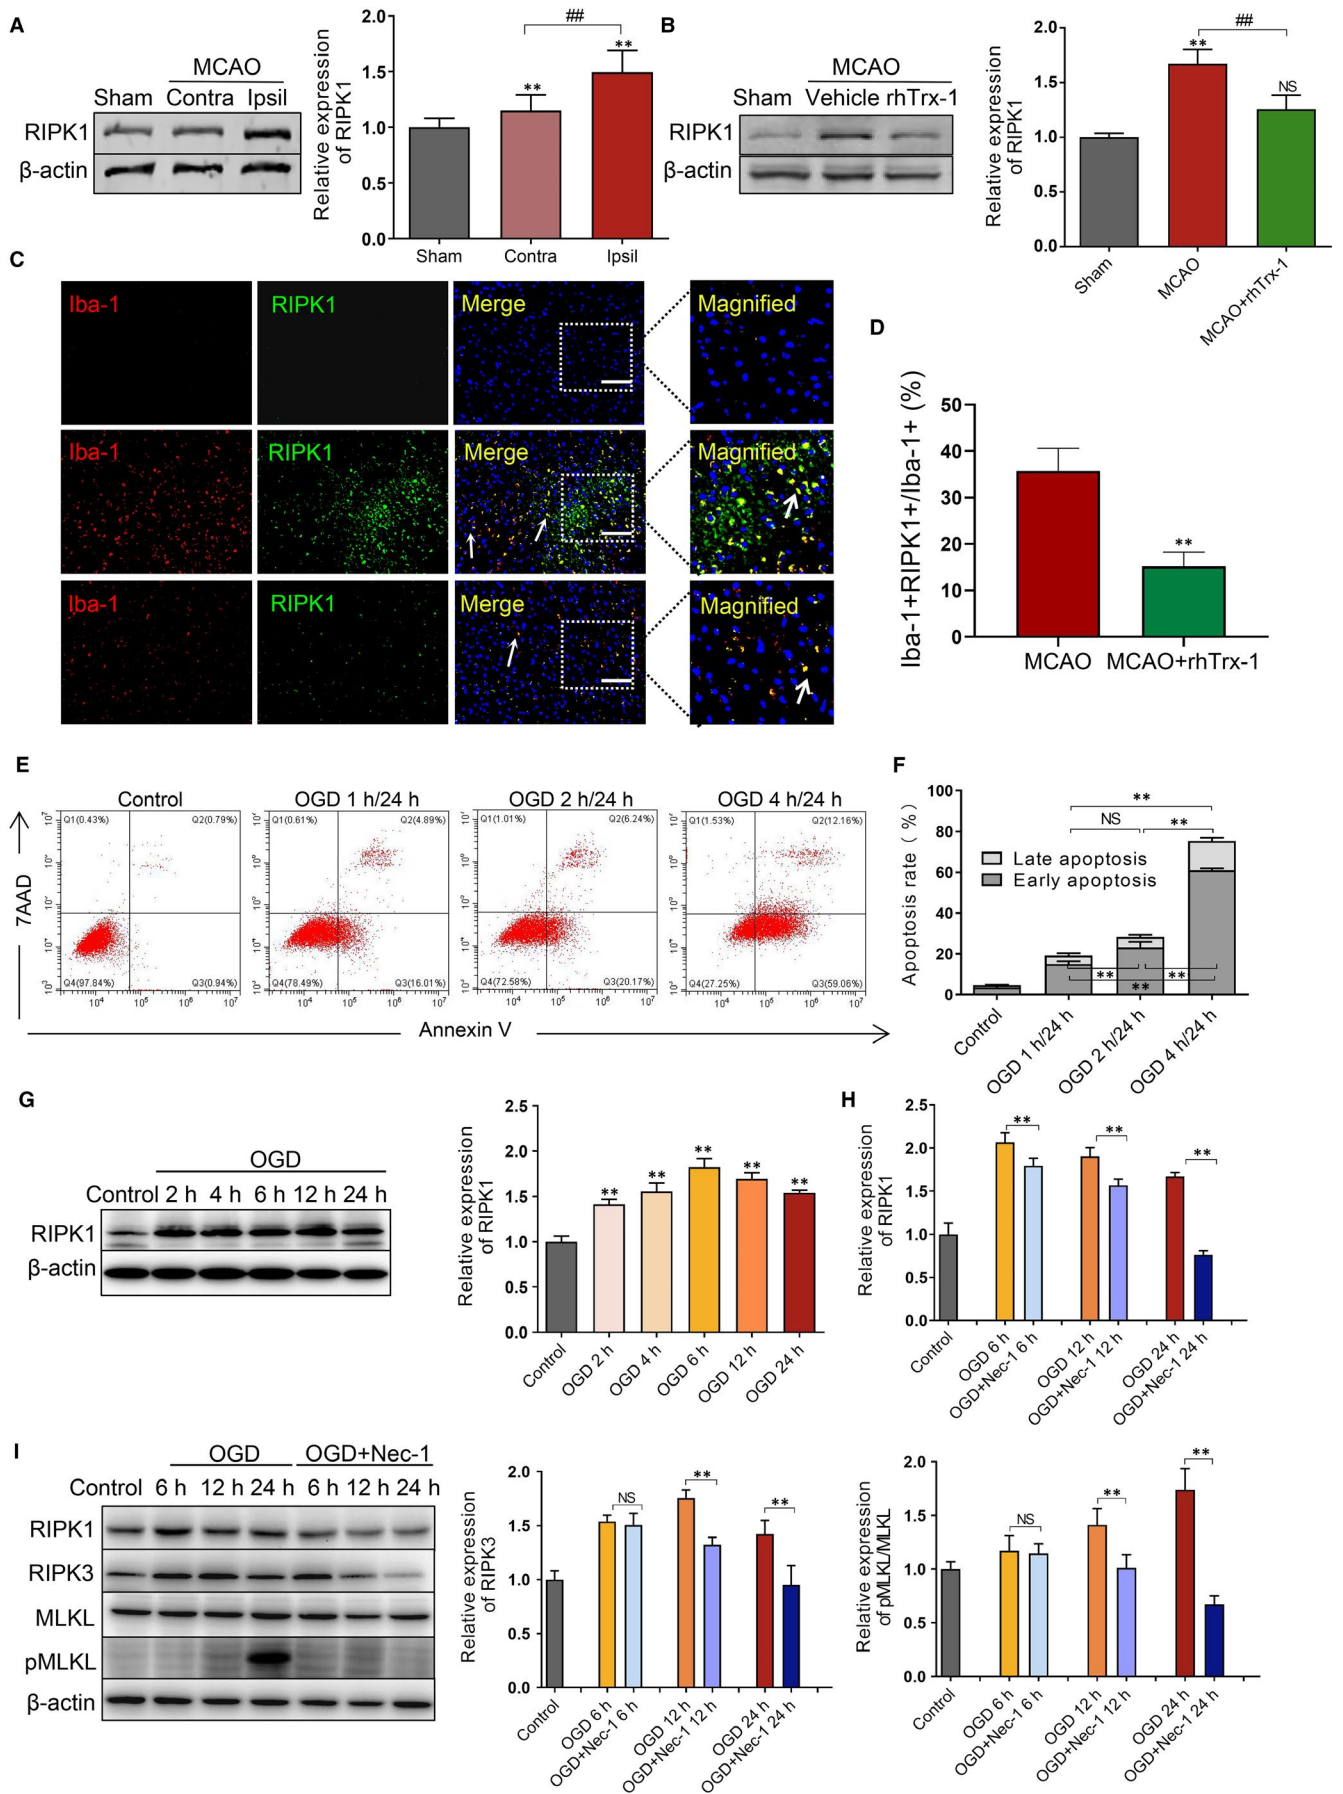 A
MCAO
Sham Contra Ipsil
RIPK1
β-actin
Relative expression
of RIPK1
2.0
1.5
1.0
0.5
0.0
##
**
**
Sham
Contra
Ipsil
B
MCAO
Sham Vehicle rhTrx-1
RIPK1
β-actin
Relative expression
of RIPK1
2.0
1.5
1.0
0.5
0.0
##
**
NS
Sham
MCAO
MCAO+rhTrx-1
C
Iba-1
RIPK1
Merge
Magnified
Iba-1
RIPK1
Merge
Magnified
Iba-1
RIPK1
Merge
Magnified
D
Iba-1+RIPK1+/Iba-1+ (%)
50
40
30
20
10
0
**
MCAO
MCAO+rhTrx-1
E
7AAD
Control
Q1(0.43%)
Q2(0.79%)
Q4(97.84%)
Q3(0.94%)
10⁴ 10⁵ 10⁶ 10⁷
OGD 1 h/24 h
Q1(0.61%)
Q2(4.89%)
Q4(78.49%)
Q3(16.01%)
10⁴ 10⁵ 10⁶ 10⁷
OGD 2 h/24 h
Q1(1.01%)
Q2(6.24%)
Q4(72.58%)
Q3(20.17%)
10⁴ 10⁵ 10⁶ 10⁷
OGD 4 h/24 h
Q1(1.53%)
Q2(12.16%)
Q4(27.25%)
Q3(59.06%)
10⁴ 10⁵ 10⁶ 10⁷
Annexin V
F
Apoptosis rate ( %)
100
80
60
40
20
0
**
NS
**
Late apoptosis
Early apoptosis
**
**
**
Control
OGD 1 h/24 h
OGD 2 h/24 h
OGD 4 h/24 h
G
OGD
Control 2 h 4 h 6 h 12 h 24 h
RIPK1
β-actin
Relative expression
of RIPK1
2.5
2.0
1.5
1.0
0.5
0.0
**
**
**
**
**
Control
OGD 2 h
OGD 4 h
OGD 6 h
OGD 12 h
OGD 24 h
H
Relative expression
of RIPK1
2.5
2.0
1.5
1.0
0.5
0.0
**
**
**
Control
OGD 6 h
OGD+Nec-1 6 h
OGD 12 h
OGD+Nec-1 12 h
OGD 24 h
OGD+Nec-1 24 h
I
OGD
OGD+Nec-1
Control 6 h 12 h 24 h 6 h 12 h 24 h
RIPK1
RIPK3
MLKL
pMLKL
β-actin
Relative expression
of RIPK3
2.0
1.5
1.0
0.5
0.0
NS
**
**
Control
OGD 6 h
OGD+Nec-1 6 h
OGD 12 h
OGD+Nec-1 12 h
OGD 24 h
OGD+Nec-1 24 h
Relative expression
of pMLKL/MLKL
2.0
1.5
1.0
0.5
0.0
NS
**
**
Control
OGD 6 h
OGD+Nec-1 6 h
OGD 12 h
OGD+Nec-1 12 h
OGD 24 h
OGD+Nec-1 24 h